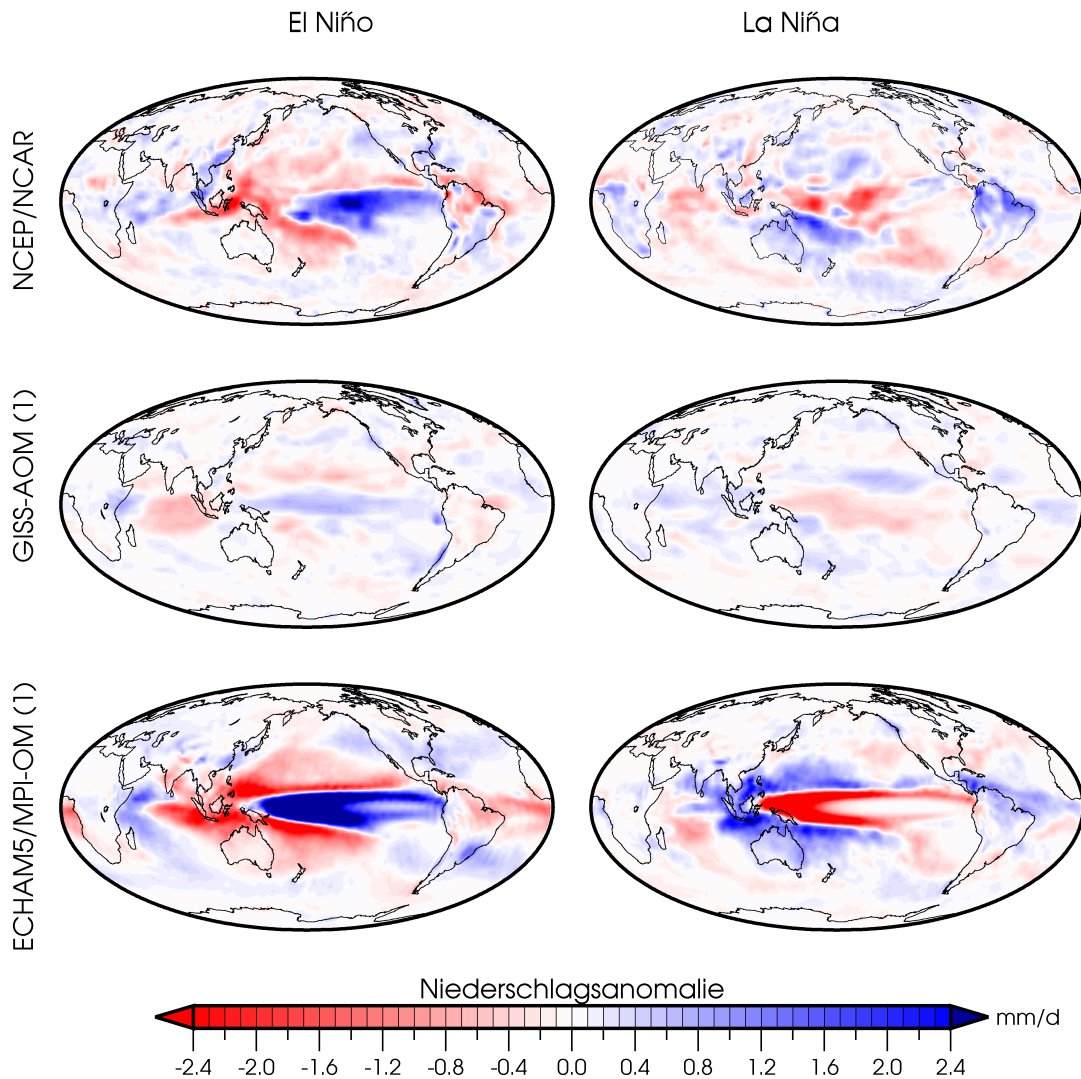 El Niño La Niña
NCEP/NCAR
GISS-AOM (1)
ECHAM5/MPI-OM (1)
Niederschlagsanomalie
mm/d
-2.4 -2.0 -1.6 -1.2 -0.8 -0.4 0.0 0.4 0.8 1.2 1.6 2.0 2.4